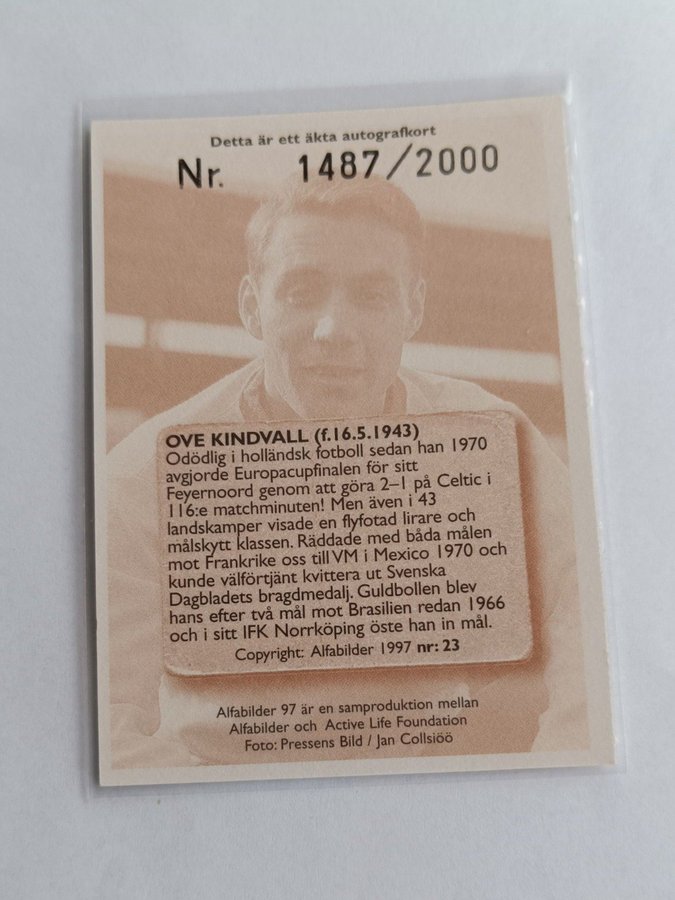 Detta är ett äkta autografkort
Nr. 1487/2000
OVE KINDVALL (f.16.5.1943)
Odödlig i holländsk fotboll sedan han 1970
avgjorde Europacupfinalen för sitt
Feyernoord genom att göra 2–1 på Celtic i
116:e matchminuten! Men även i 43
landskamper visade en flyfotad lirare och
målskytt klassen. Räddade med båda målen
mot Frankrike oss till VM i Mexico 1970 och
kunde välförtjänt kvittera ut Svenska
Dagbladets bragdmedalj. Guldbollen blev
hans efter två mål mot Brasilien redan 1966
och i sitt IFK Norrköping öste han in mål.
Copyright: Alfabilder 1997 nr: 23
Alfabilder 97 är en samproduktion mellan
Alfabilder och Active Life Foundation
Foto: Pressens Bild / Jan Collsiöö